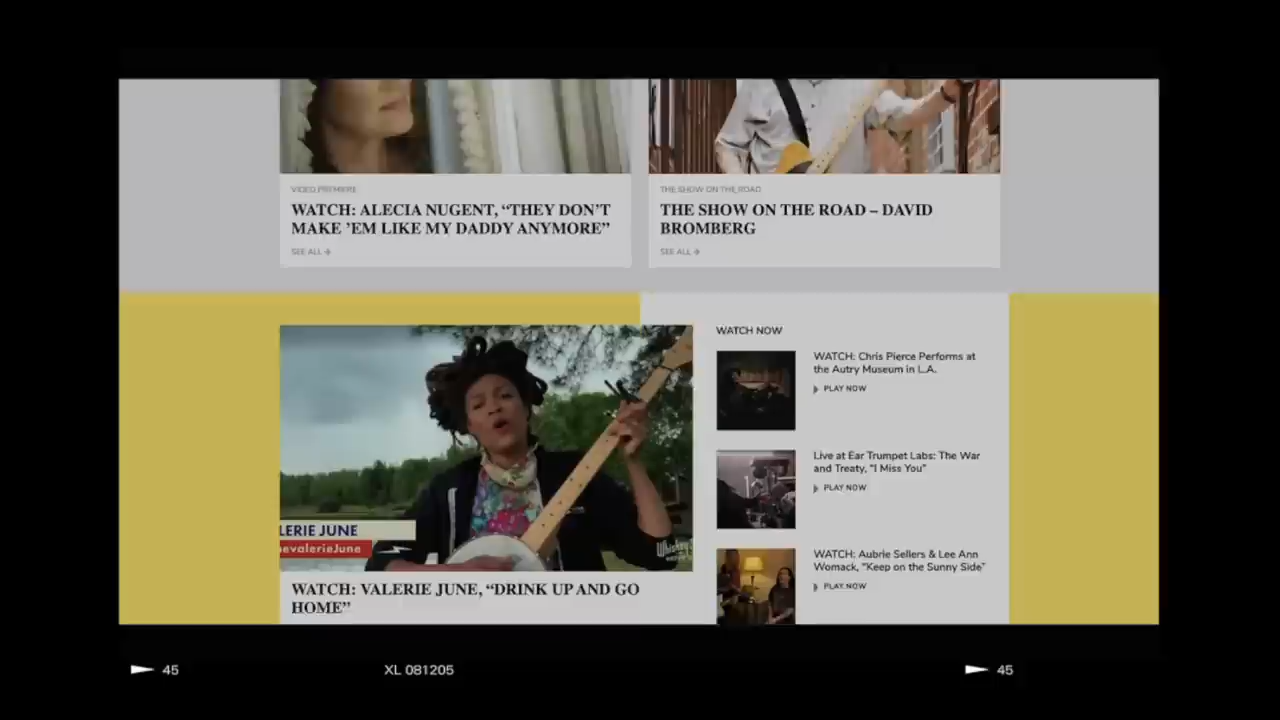 VIDEO PREMIERE
WATCH: ALECIA NUGENT, “THEY DON’T
MAKE ’EM LIKE MY DADDY ANYMORE”
SEE ALL →
THE SHOW ON THE ROAD
THE SHOW ON THE ROAD – DAVID
BROMBERG
SEE ALL →
LERIE JUNE
hevalerieJune
Whiskey
WATCH: VALERIE JUNE, “DRINK UP AND GO
HOME”
WATCH NOW
WATCH: Chris Pierce Performs at
the Autry Museum in L.A.
PLAY NOW
Live at Ear Trumpet Labs: The War
and Treaty, “I Miss You”
PLAY NOW
WATCH: Aubrie Sellers & Lee Ann
Womack, “Keep on the Sunny Side”
PLAY NOW
45
XL 081205
45